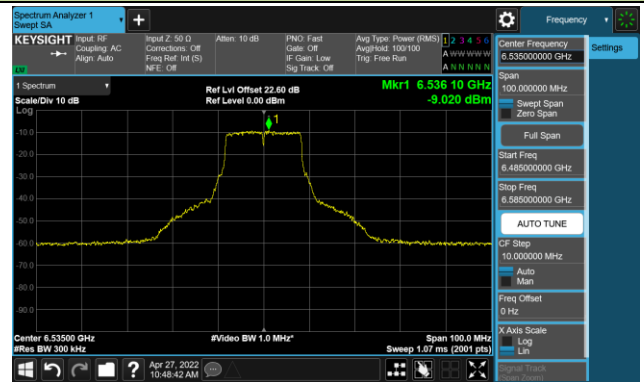 Spectrum Analyzer 1
Swept SA
Frequency
KEYSIGHT
Input: RF
Coupling: AC
Align: Auto
Input Z: 50 Ω
Corrections: Off
Freq Ref: Int (S)
NFE: Off
Atten: 10 dB
PNO: Fast
Gate: Off
IF Gain: Low
Sig Track: Off
Avg Type: Power (RMS)
Avg|Hold: 100/100
Trig: Free Run
1 2 3 4 5 6
A W W W W W
A N N N N N
LW
1 Spectrum
Scale/Div 10 dB
Log
Ref Lvl Offset 22.60 dB
Ref Level 0.00 dBm
Mkr1 6.536 10 GHz
-9.020 dBm
1
-10.0
-20.0
-30.0
-40.0
-50.0
-60.0
-70.0
-80.0
-90.0
Center 6.53500 GHz
#Res BW 300 kHz
#Video BW 1.0 MHz*
Span 100.0 MHz
Sweep 1.07 ms (2001 pts)
Apr 27, 2022
10:48:42 AM
?
Center Frequency
6.535000000 GHz
Settings
Span
100.000000 MHz
Swept Span
Zero Span
Full Span
Start Freq
6.485000000 GHz
Stop Freq
6.585000000 GHz
AUTO TUNE
CF Step
10.000000 MHz
Auto
Man
Freq Offset
0 Hz
X Axis Scale
Log
Lin
Signal Track
(Span Zoom)